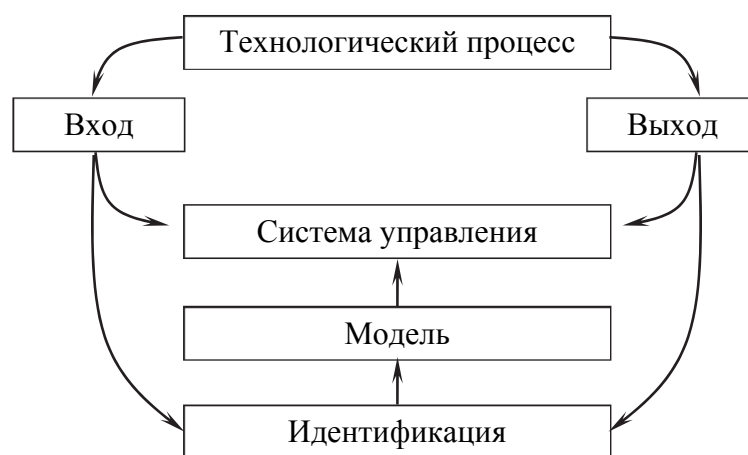 Технологический процесс
Вход
Выход
Система управления
Модель
Идентификация